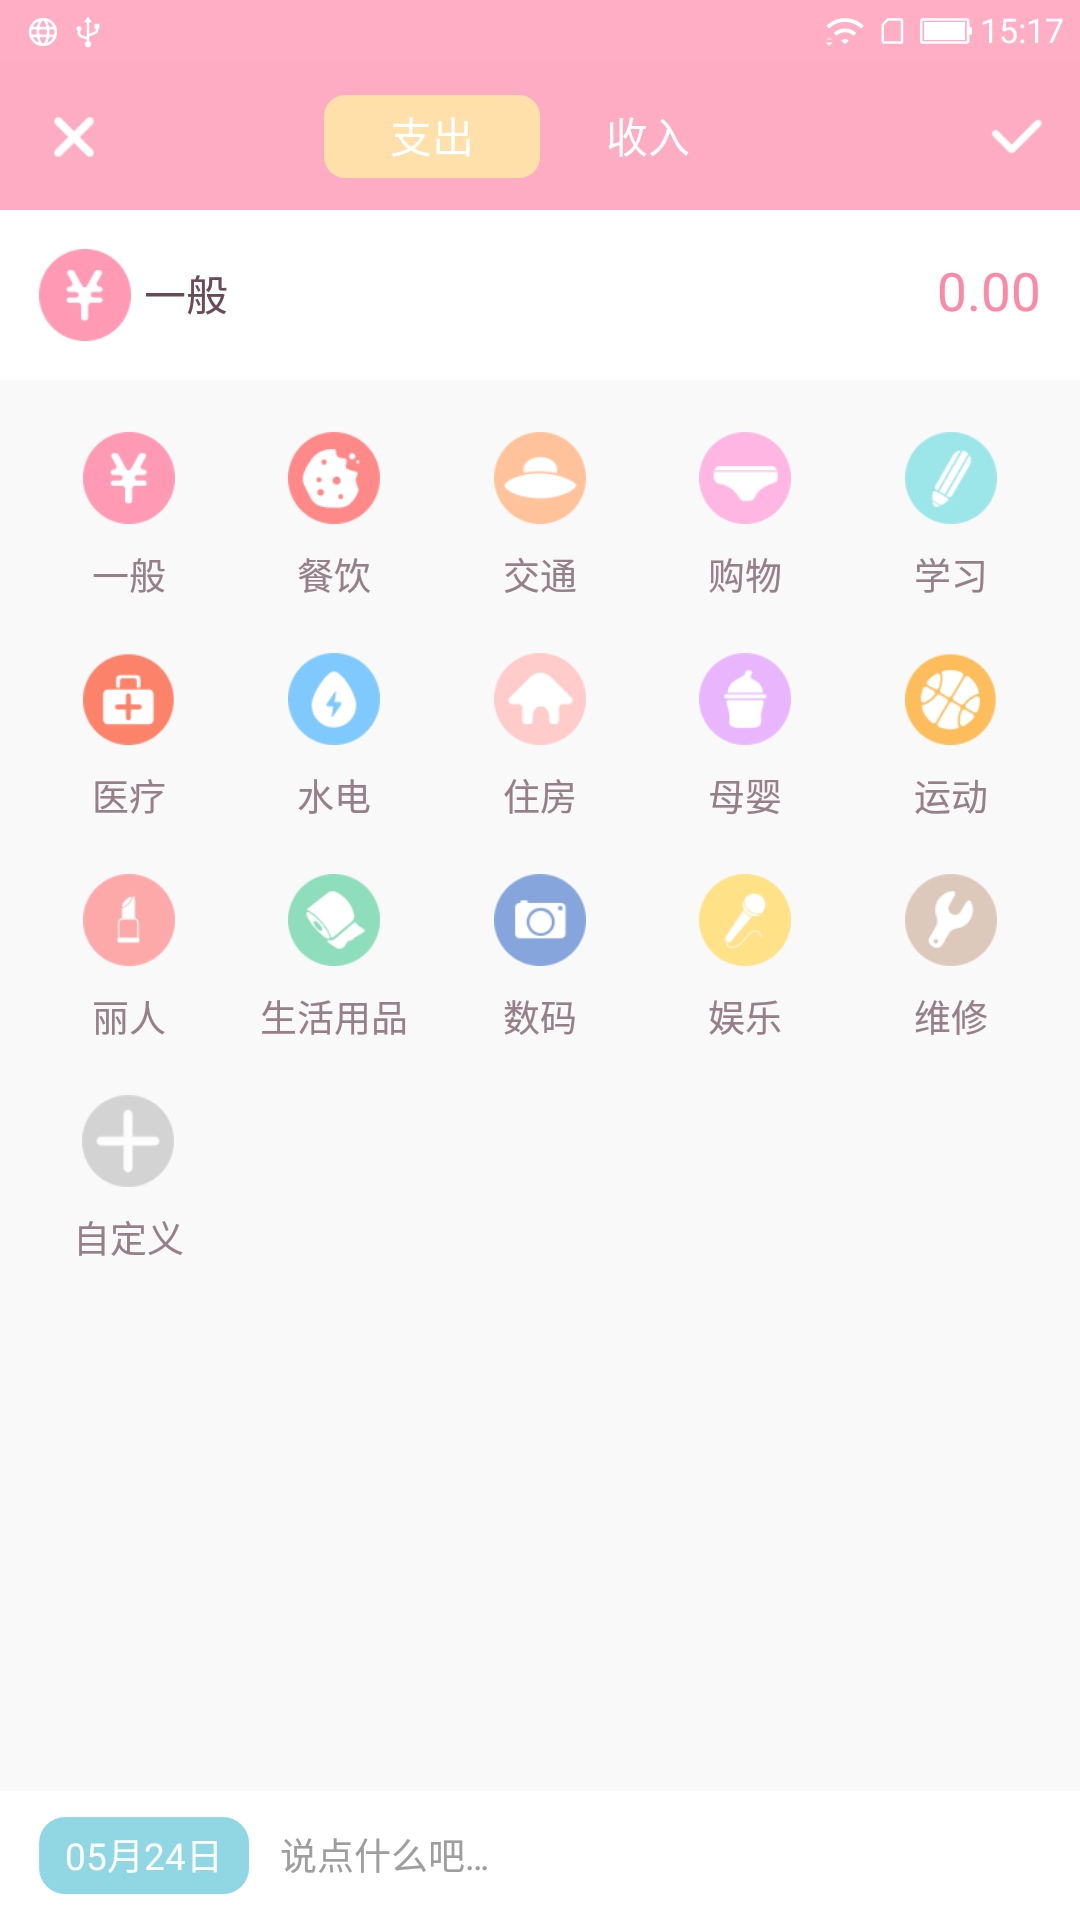 15:17
支出 收入
¥ 一般 0.00
¥
一般 餐饮 交通 购物 学习
医疗 水电 住房 母婴 运动
丽人 生活用品 数码 娱乐 维修
自定义
05月24日 说点什么吧...